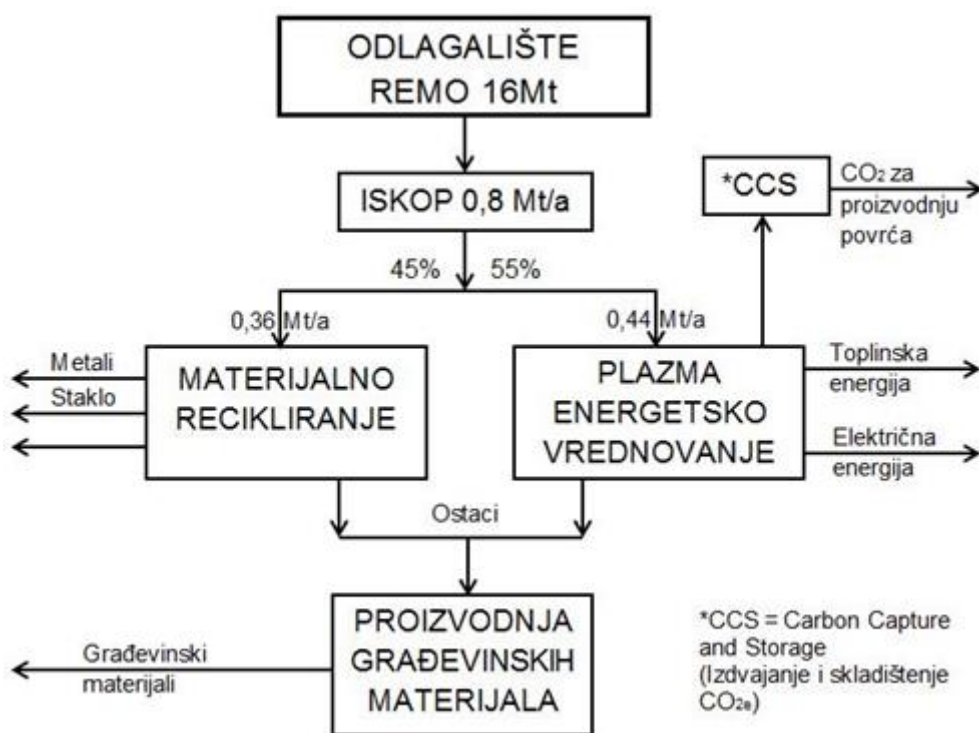 ODLAGALIŠTE
REMO 16Mt
ISKOP 0,8 Mt/a
*CCS
CO₂ za
proizvodnju
povrća
45% 55%
0,36 Mt/a
0,44 Mt/a
Metali
Staklo
MATERIJALNO
RECIKLIRANJE
PLAZMA
ENERGETSKO
VREDNOVANJE
Toplinska
energija
Električna
energija
Ostaci
PROIZVODNJA
GRAĐEVINSKIH
MATERIJALA
Građevinski
materijali
*CCS = Carbon Capture
and Storage
(Izdvajanje i skladištenje
CO₂ₑ)